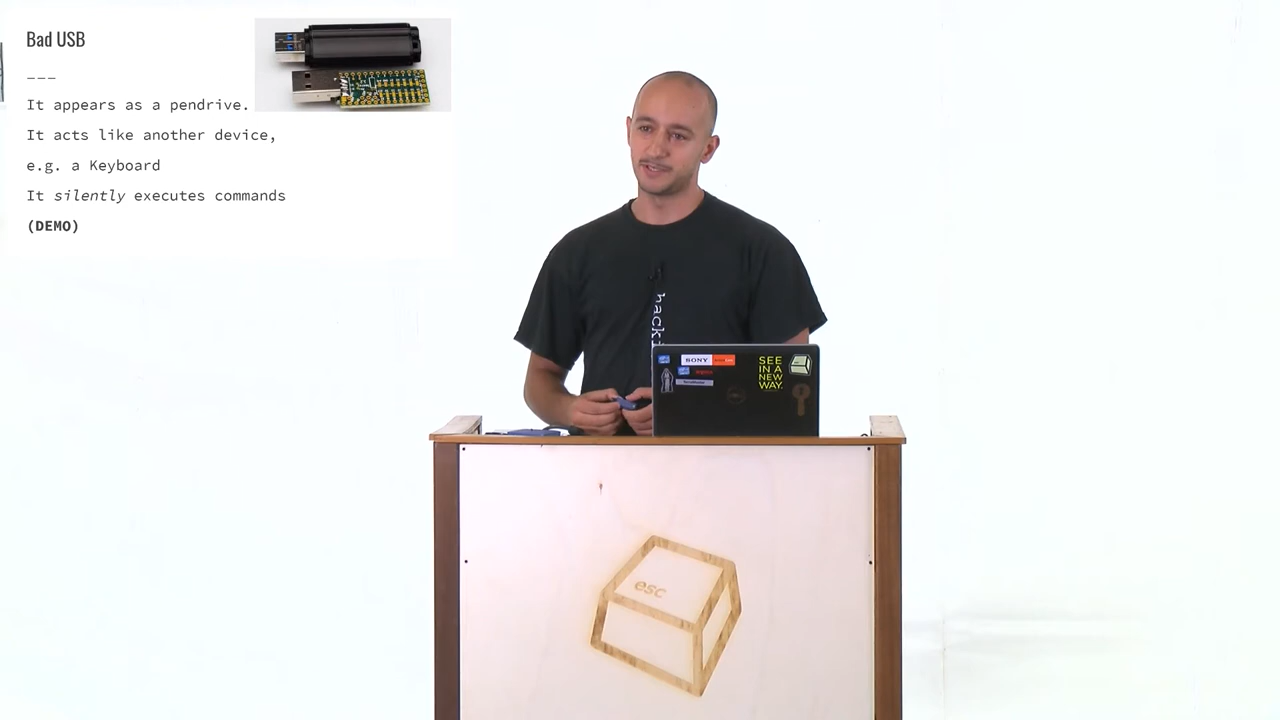 Bad USB
———
It appears as a pendrive.
It acts like another device,
e.g. a Keyboard
It silently executes commands
(DEMO)
hack
SONY
SEE
IN A
NEW
WAY.
esc